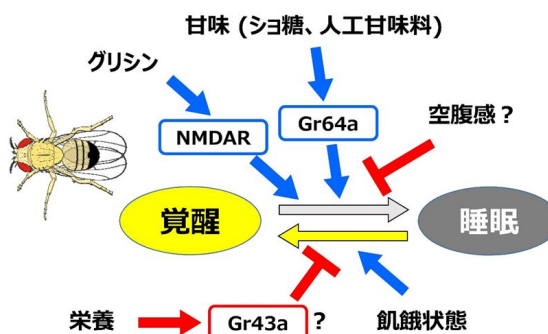 甘味 (ショ糖、人工甘味料)
グリシン
NMDAR
Gr64a
空腹感？
覚醒
睡眠
栄養
Gr43a
?
飢餓状態